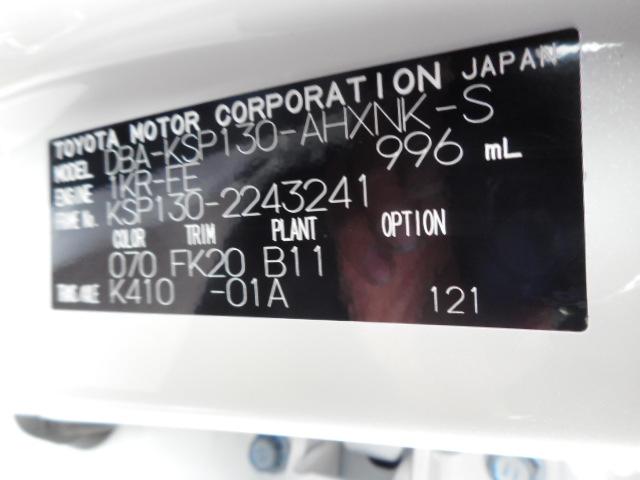 TOYOTA MOTOR CORPORATION JAPAN
MODEL DBA-KSP130-AHXNK-S
ENGINE 1KR-FE 996 mL
FRAME No. KSP130-2243241
COLOR TRIM PLANT OPTION
070 FK20 B11
TRANS/AXLE K410 -01A 121